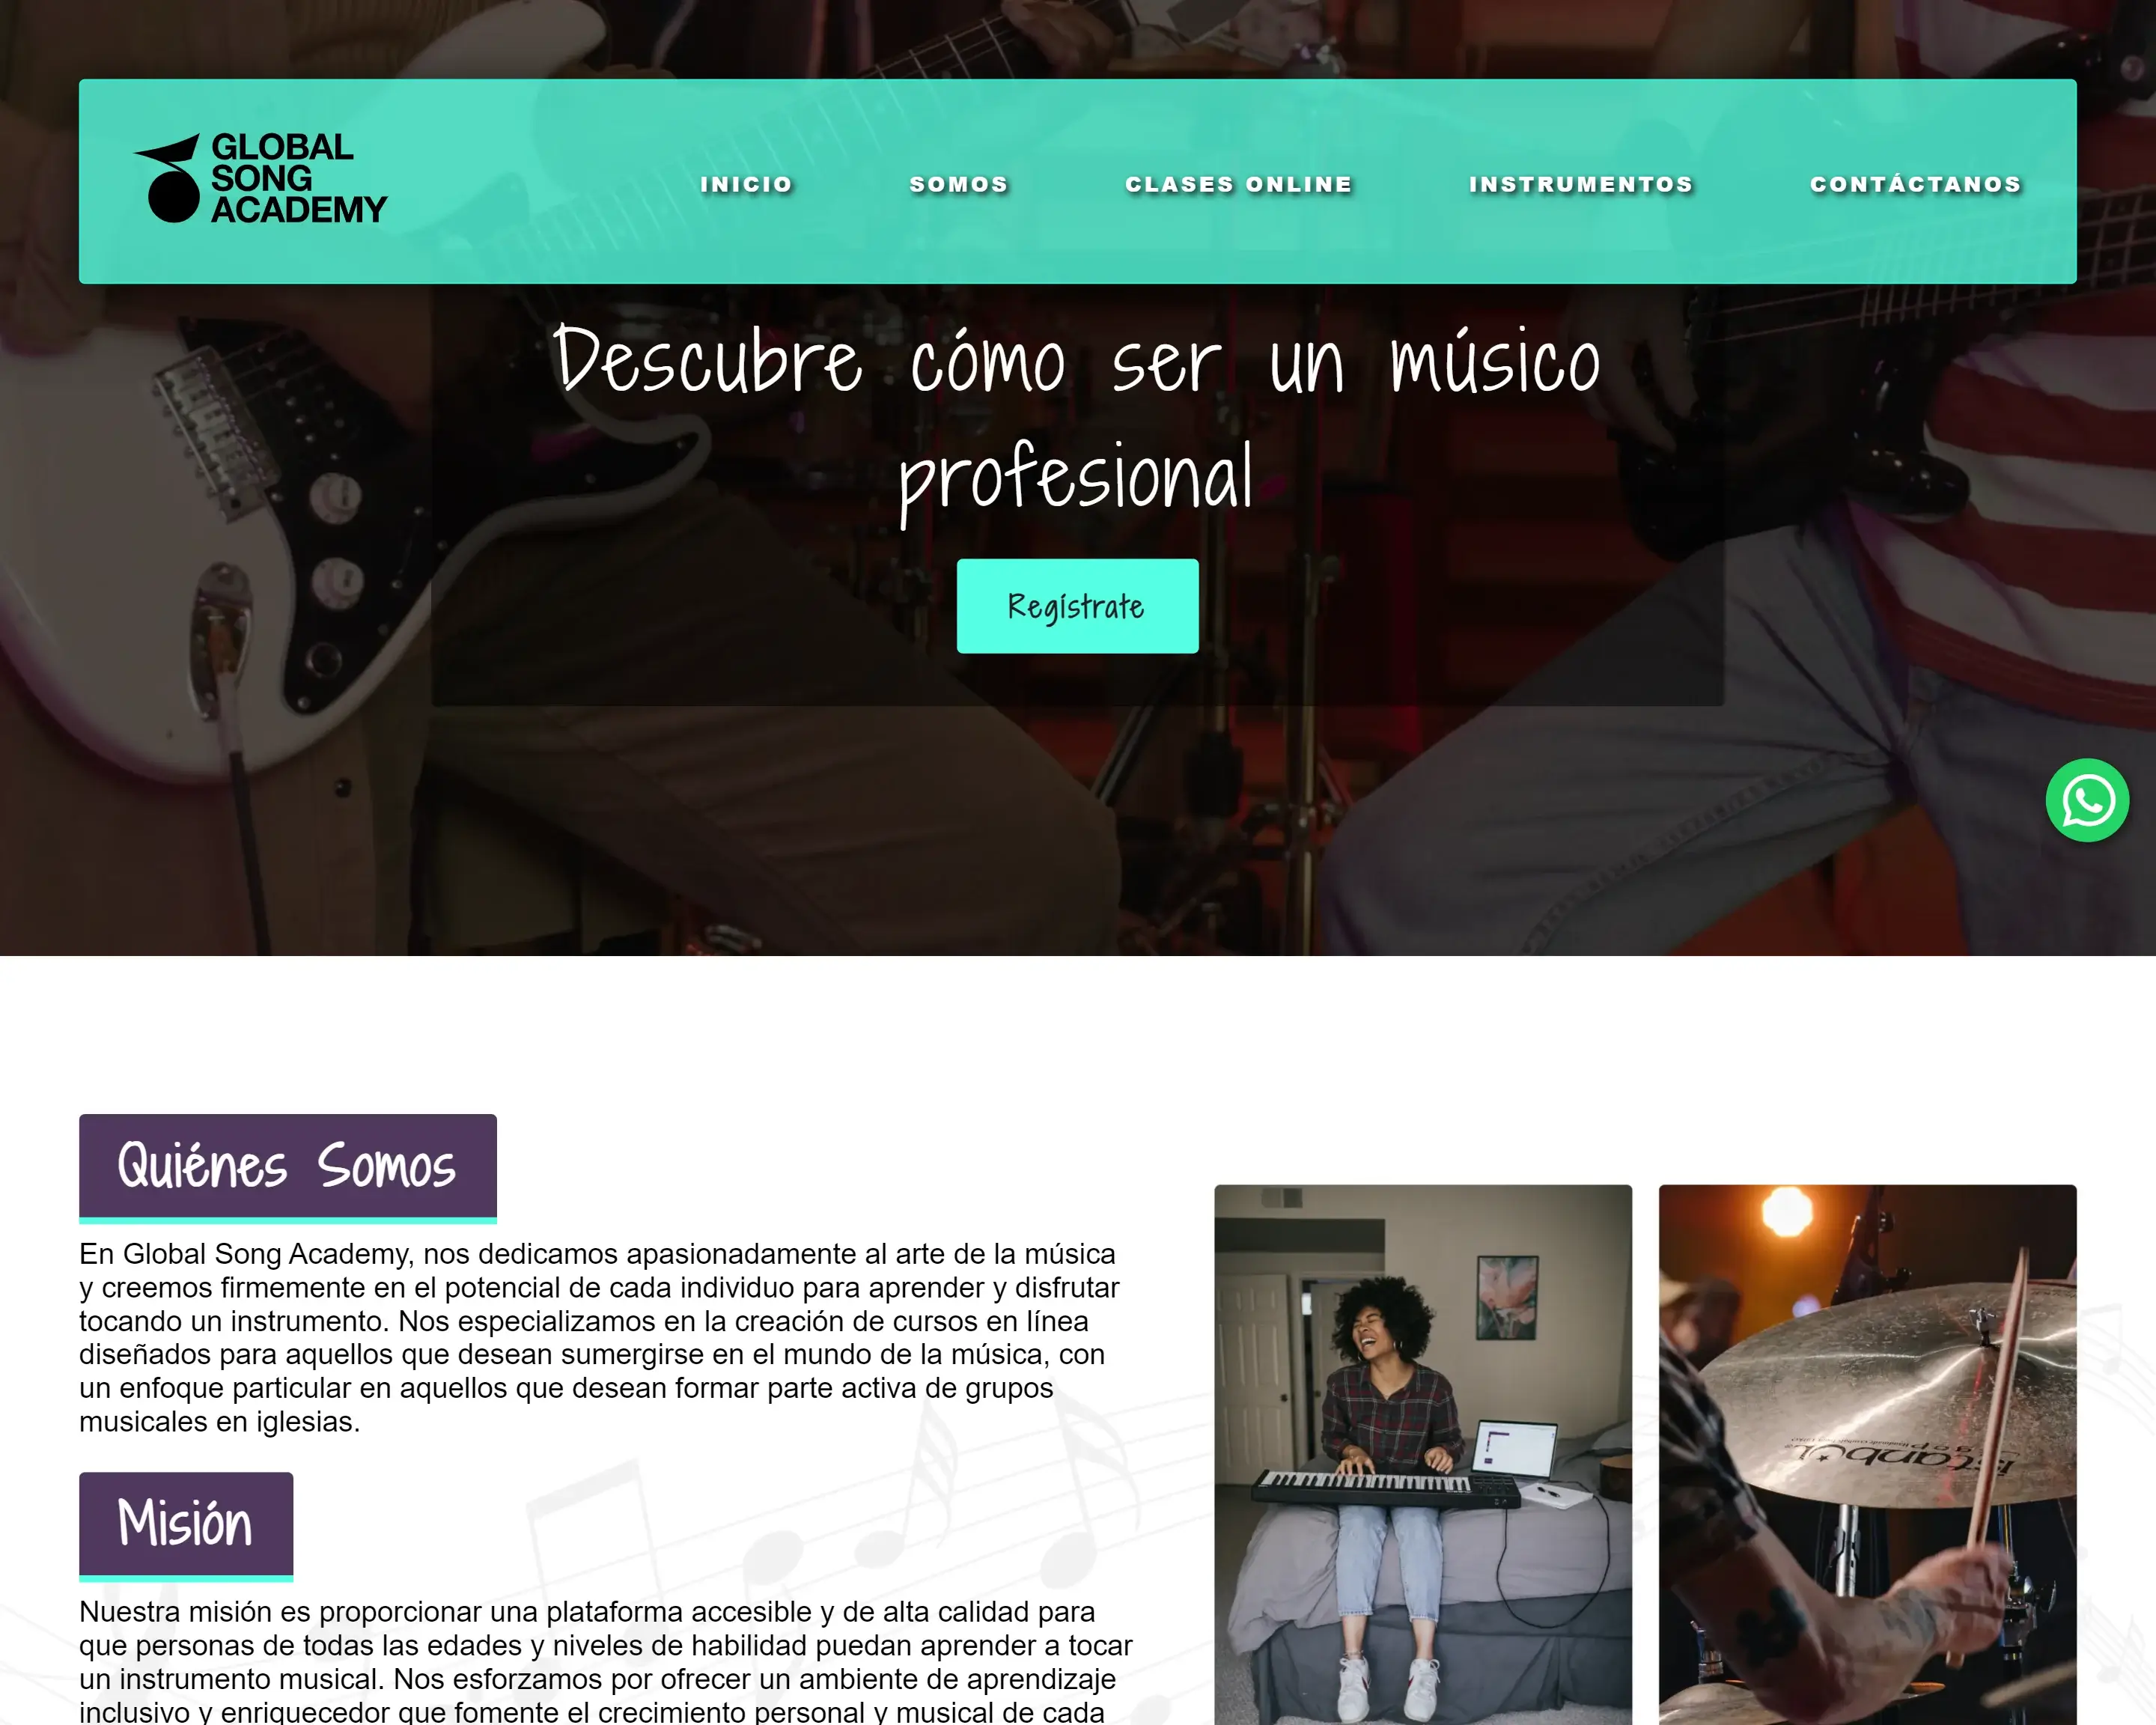 GLOBAL
SONG
ACADEMY
INICIO
SOMOS
CLASES ONLINE
INSTRUMENTOS
CONTÁCTANOS
Descubre cómo ser un músico
profesional
Regístrate
Quiénes Somos
En Global Song Academy, nos dedicamos apasionadamente al arte de la música
y creemos firmemente en el potencial de cada individuo para aprender y disfrutar
tocando un instrumento. Nos especializamos en la creación de cursos en línea
diseñados para aquellos que desean sumergirse en el mundo de la música, con
un enfoque particular en aquellos que desean formar parte activa de grupos
musicales en iglesias.
Misión
Nuestra misión es proporcionar una plataforma accesible y de alta calidad para
que personas de todas las edades y niveles de habilidad puedan aprender a tocar
un instrumento musical. Nos esforzamos por ofrecer un ambiente de aprendizaje
inclusivo y enriquecedor que fomente el crecimiento personal y musical de cada
istanbul